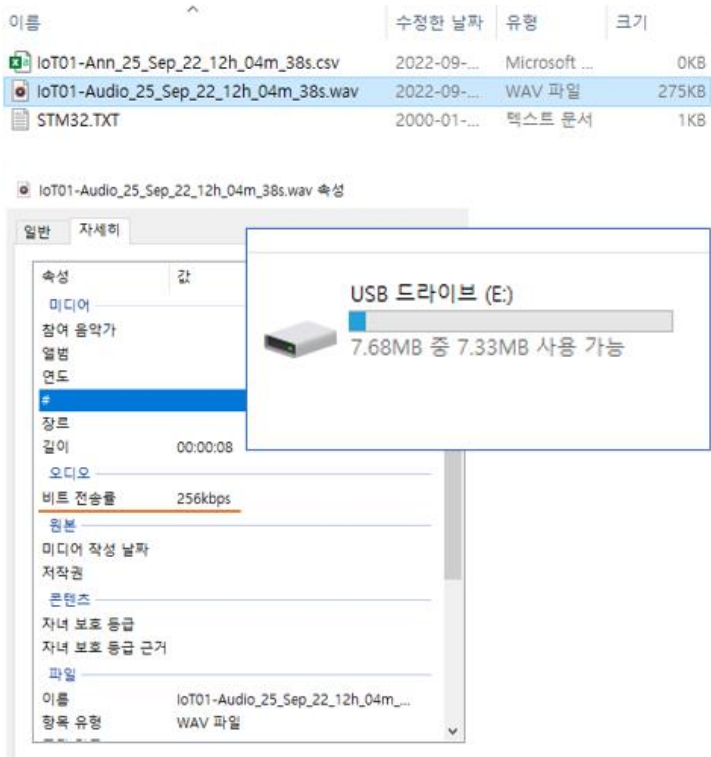 이름 수정한 날짜 유형 크기
IoT01-Ann_25_Sep_22_12h_04m_38s.csv 2022-09-... Microsoft ... 0KB
IoT01-Audio_25_Sep_22_12h_04m_38s.wav 2022-09-... WAV 파일 275KB
STM32.TXT 2000-01-...텍스트 문서 1KB
IoT01-Audio_25_Sep_22_12h_04m_38s.wav 속성
일반 자세히
속성 값
미디어
참여 음악가
앨범
연도
#
장르
길이 00:00:08
오디오
비트 전송률 256kbps
원본
미디어 작성 날짜
저작권
콘텐츠
자녀 보호 등급
자녀 보호 등급 근거
파일
이름 IoT01-Audio_25_Sep_22_12h_04m_...
항목 유형 WAV 파일
USB 드라이브 (E:)
7.68MB 중 7.33MB 사용 가능